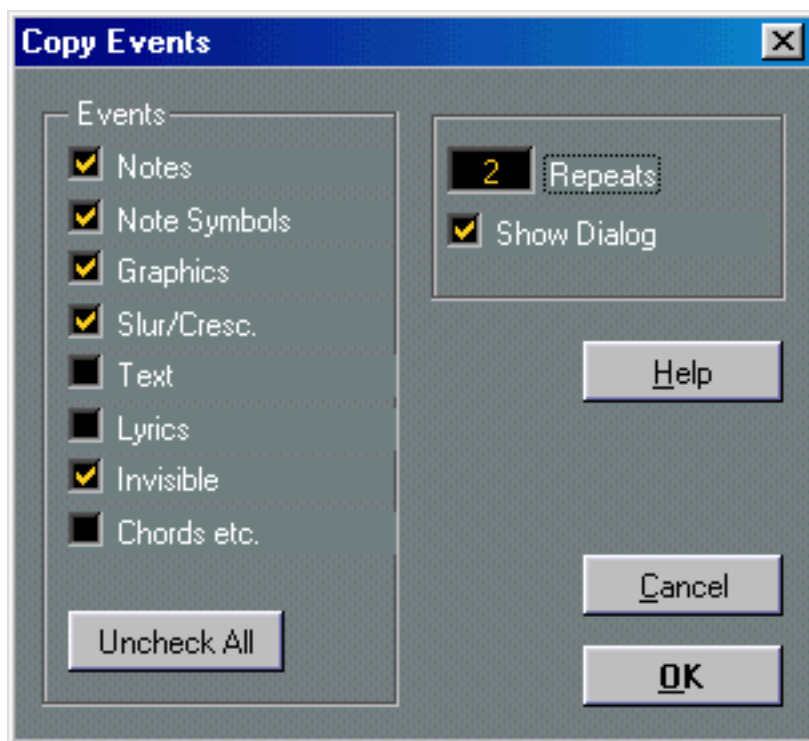 Copy Events
Events
Notes
Note Symbols
Graphics
Slur/Cresc.
Text
Lyrics
Invisible
Chords etc.
Uncheck All
2 Repeats
Show Dialog
Help
Cancel
OK